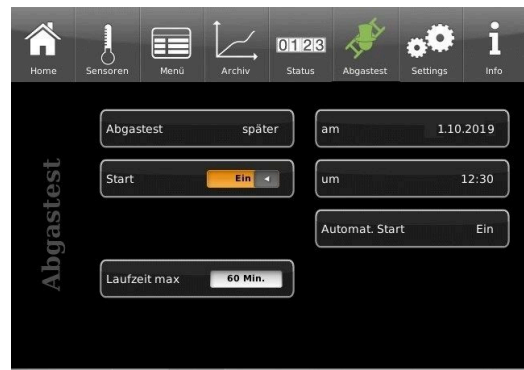 0123
Home Sensoren Menü Archiv Status Abgastest Settings Info
Abgastest
Abgastest später
am 1.10.2019
Start Ein
um 12:30
Automat. Start Ein
Laufzeit max 60 Min.